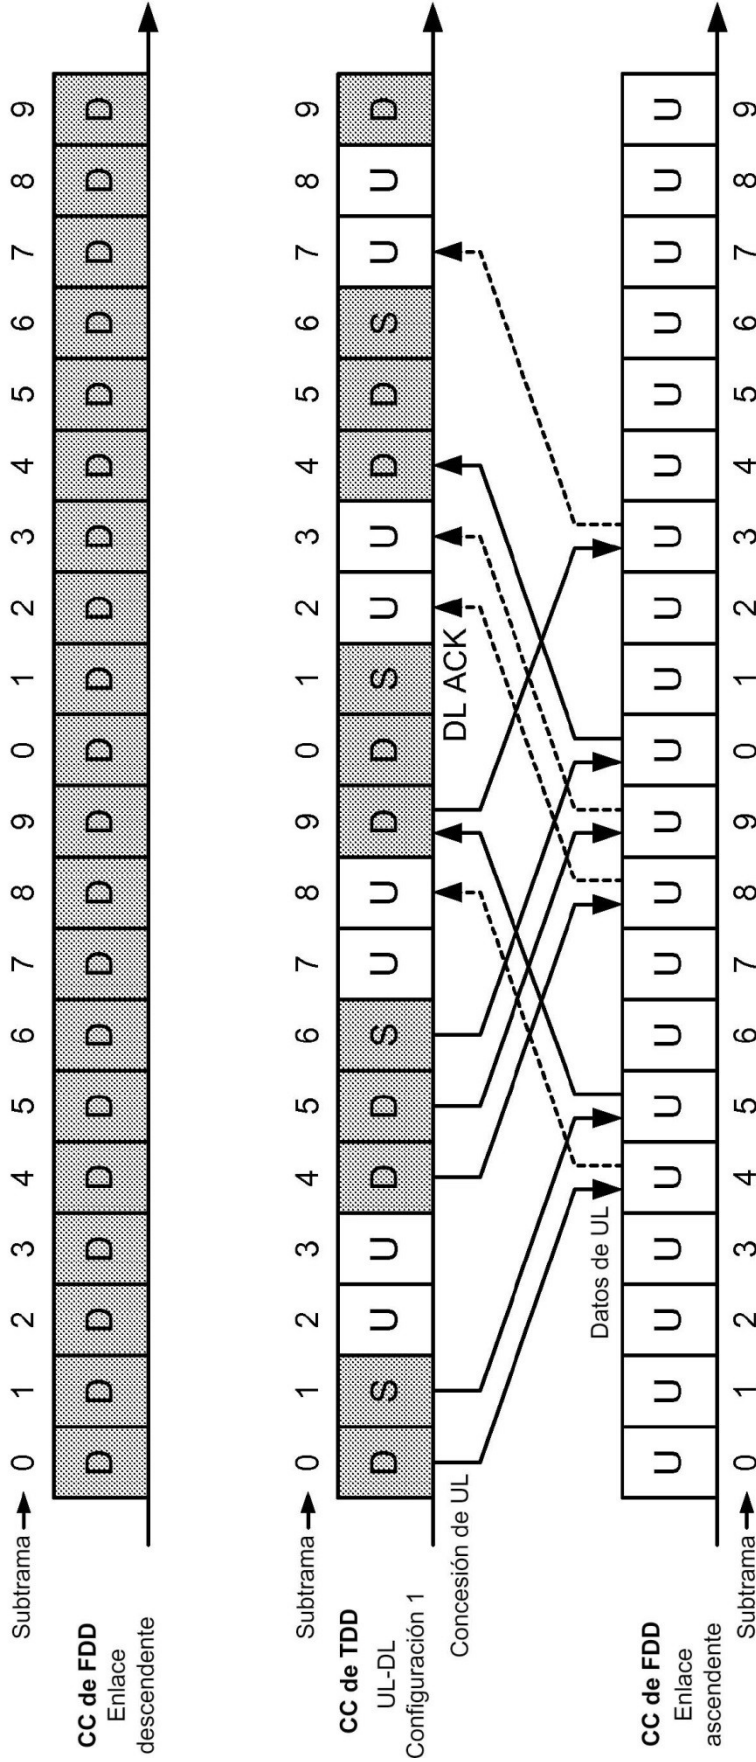 Subtrama 0 1 2 3 4 5 6 7 8 9 0 1 2 3 4 5 6 7 8 9
CC de FDD
Enlace
descendente
D D D D D D D D D D D D D D D D D D D D
Subtrama 0 1 2 3 4 5 6 7 8 9 0 1 2 3 4 5 6 7 8 9
CC de TDD
UL-DL
Configuración 1
D S U U D D S U U D D S U U D D S U U D
Concesión de UL
DL ACK
Datos de UL
CC de FDD
Enlace
ascendente
U U U U U U U U U U U U U U U U U U U U
Subtrama 0 1 2 3 4 5 6 7 8 9 0 1 2 3 4 5 6 7 8 9